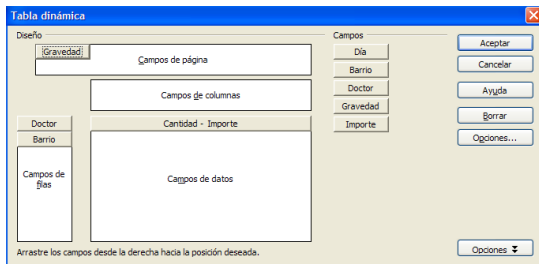 Tabla dinámica
Diseño
Gravedad
Campos de página
Campos de columnas
Doctor
Barrio
Campos de
filas
Cantidad - Importe
Campos de datos
Campos
Día
Barrio
Doctor
Gravedad
Importe
Aceptar
Cancelar
Ayuda
Borrar
Opciones...
Arrastre los campos desde la derecha hacia la posición deseada.
Opciones